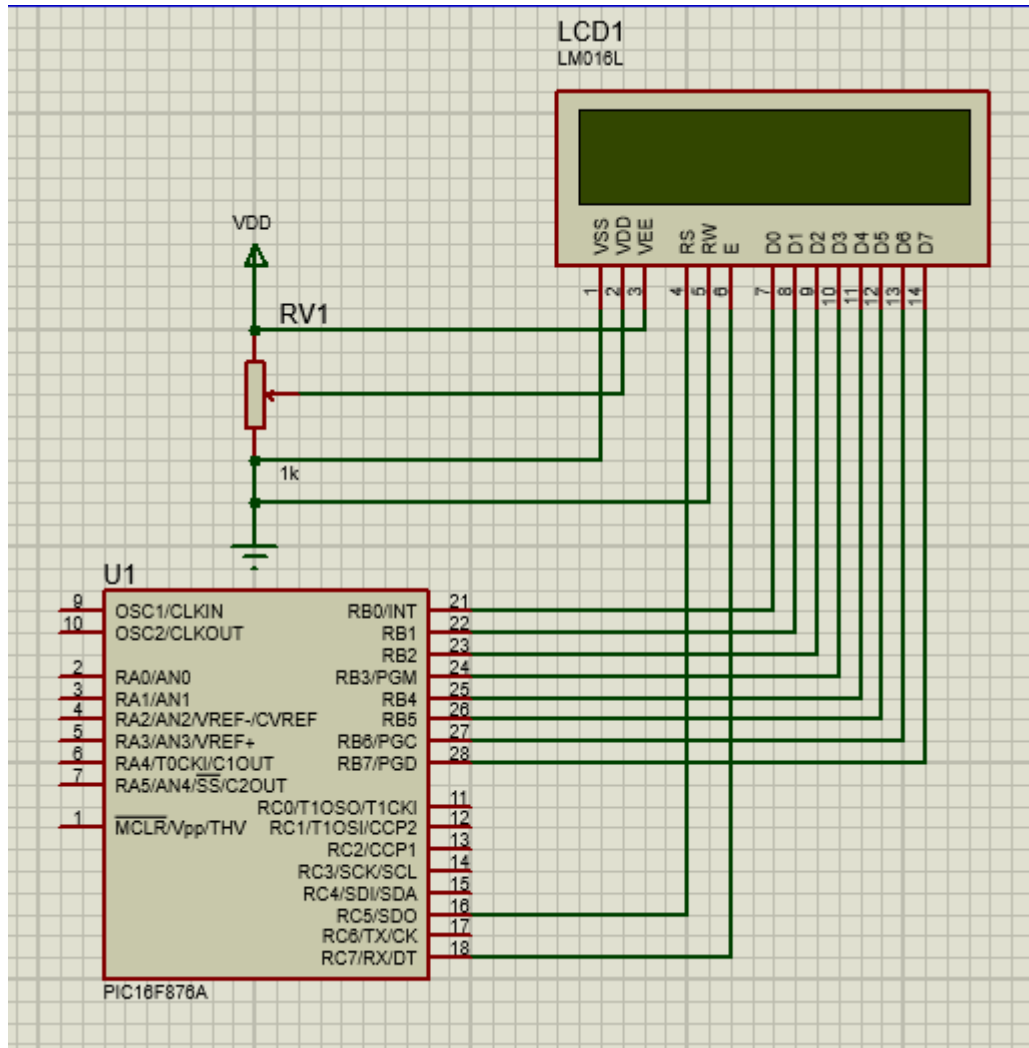 LCD1
LM016L
VSS
VDD
VEE
RS
RW
E
D0
D1
D2
D3
D4
D5
D6
D7
1
2
3
4
5
6
7
8
9
10
11
12
13
14
VDD
RV1
1k
U1
9 OSC1/CLKIN
10 OSC2/CLKOUT
2 RA0/AN0
3 RA1/AN1
4 RA2/AN2/VREF-/CVREF
5 RA3/AN3/VREF+
6 RA4/T0CKI/C1OUT
7 RA5/AN4/SS/C2OUT
1 MCLR/Vpp/THV
RB0/INT 21
RB1 22
RB2 23
RB3/PGM 24
RB4 25
RB5 26
RB6/PGC 27
RB7/PGD 28
RC0/T1OSO/T1CKI 11
RC1/T1OSI/CCP2 12
RC2/CCP1 13
RC3/SCK/SCL 14
RC4/SDI/SDA 15
RC5/SDO 16
RC6/TX/CK 17
RC7/RX/DT 18
PIC16F876A